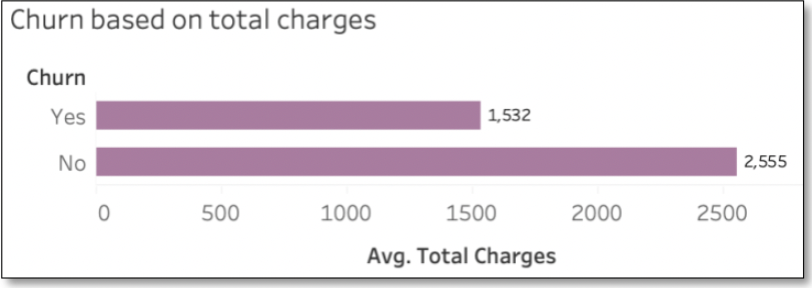 Churn based on total charges
Churn
Yes 1,532
No 2,555
0 500 1000 1500 2000 2500
Avg. Total Charges